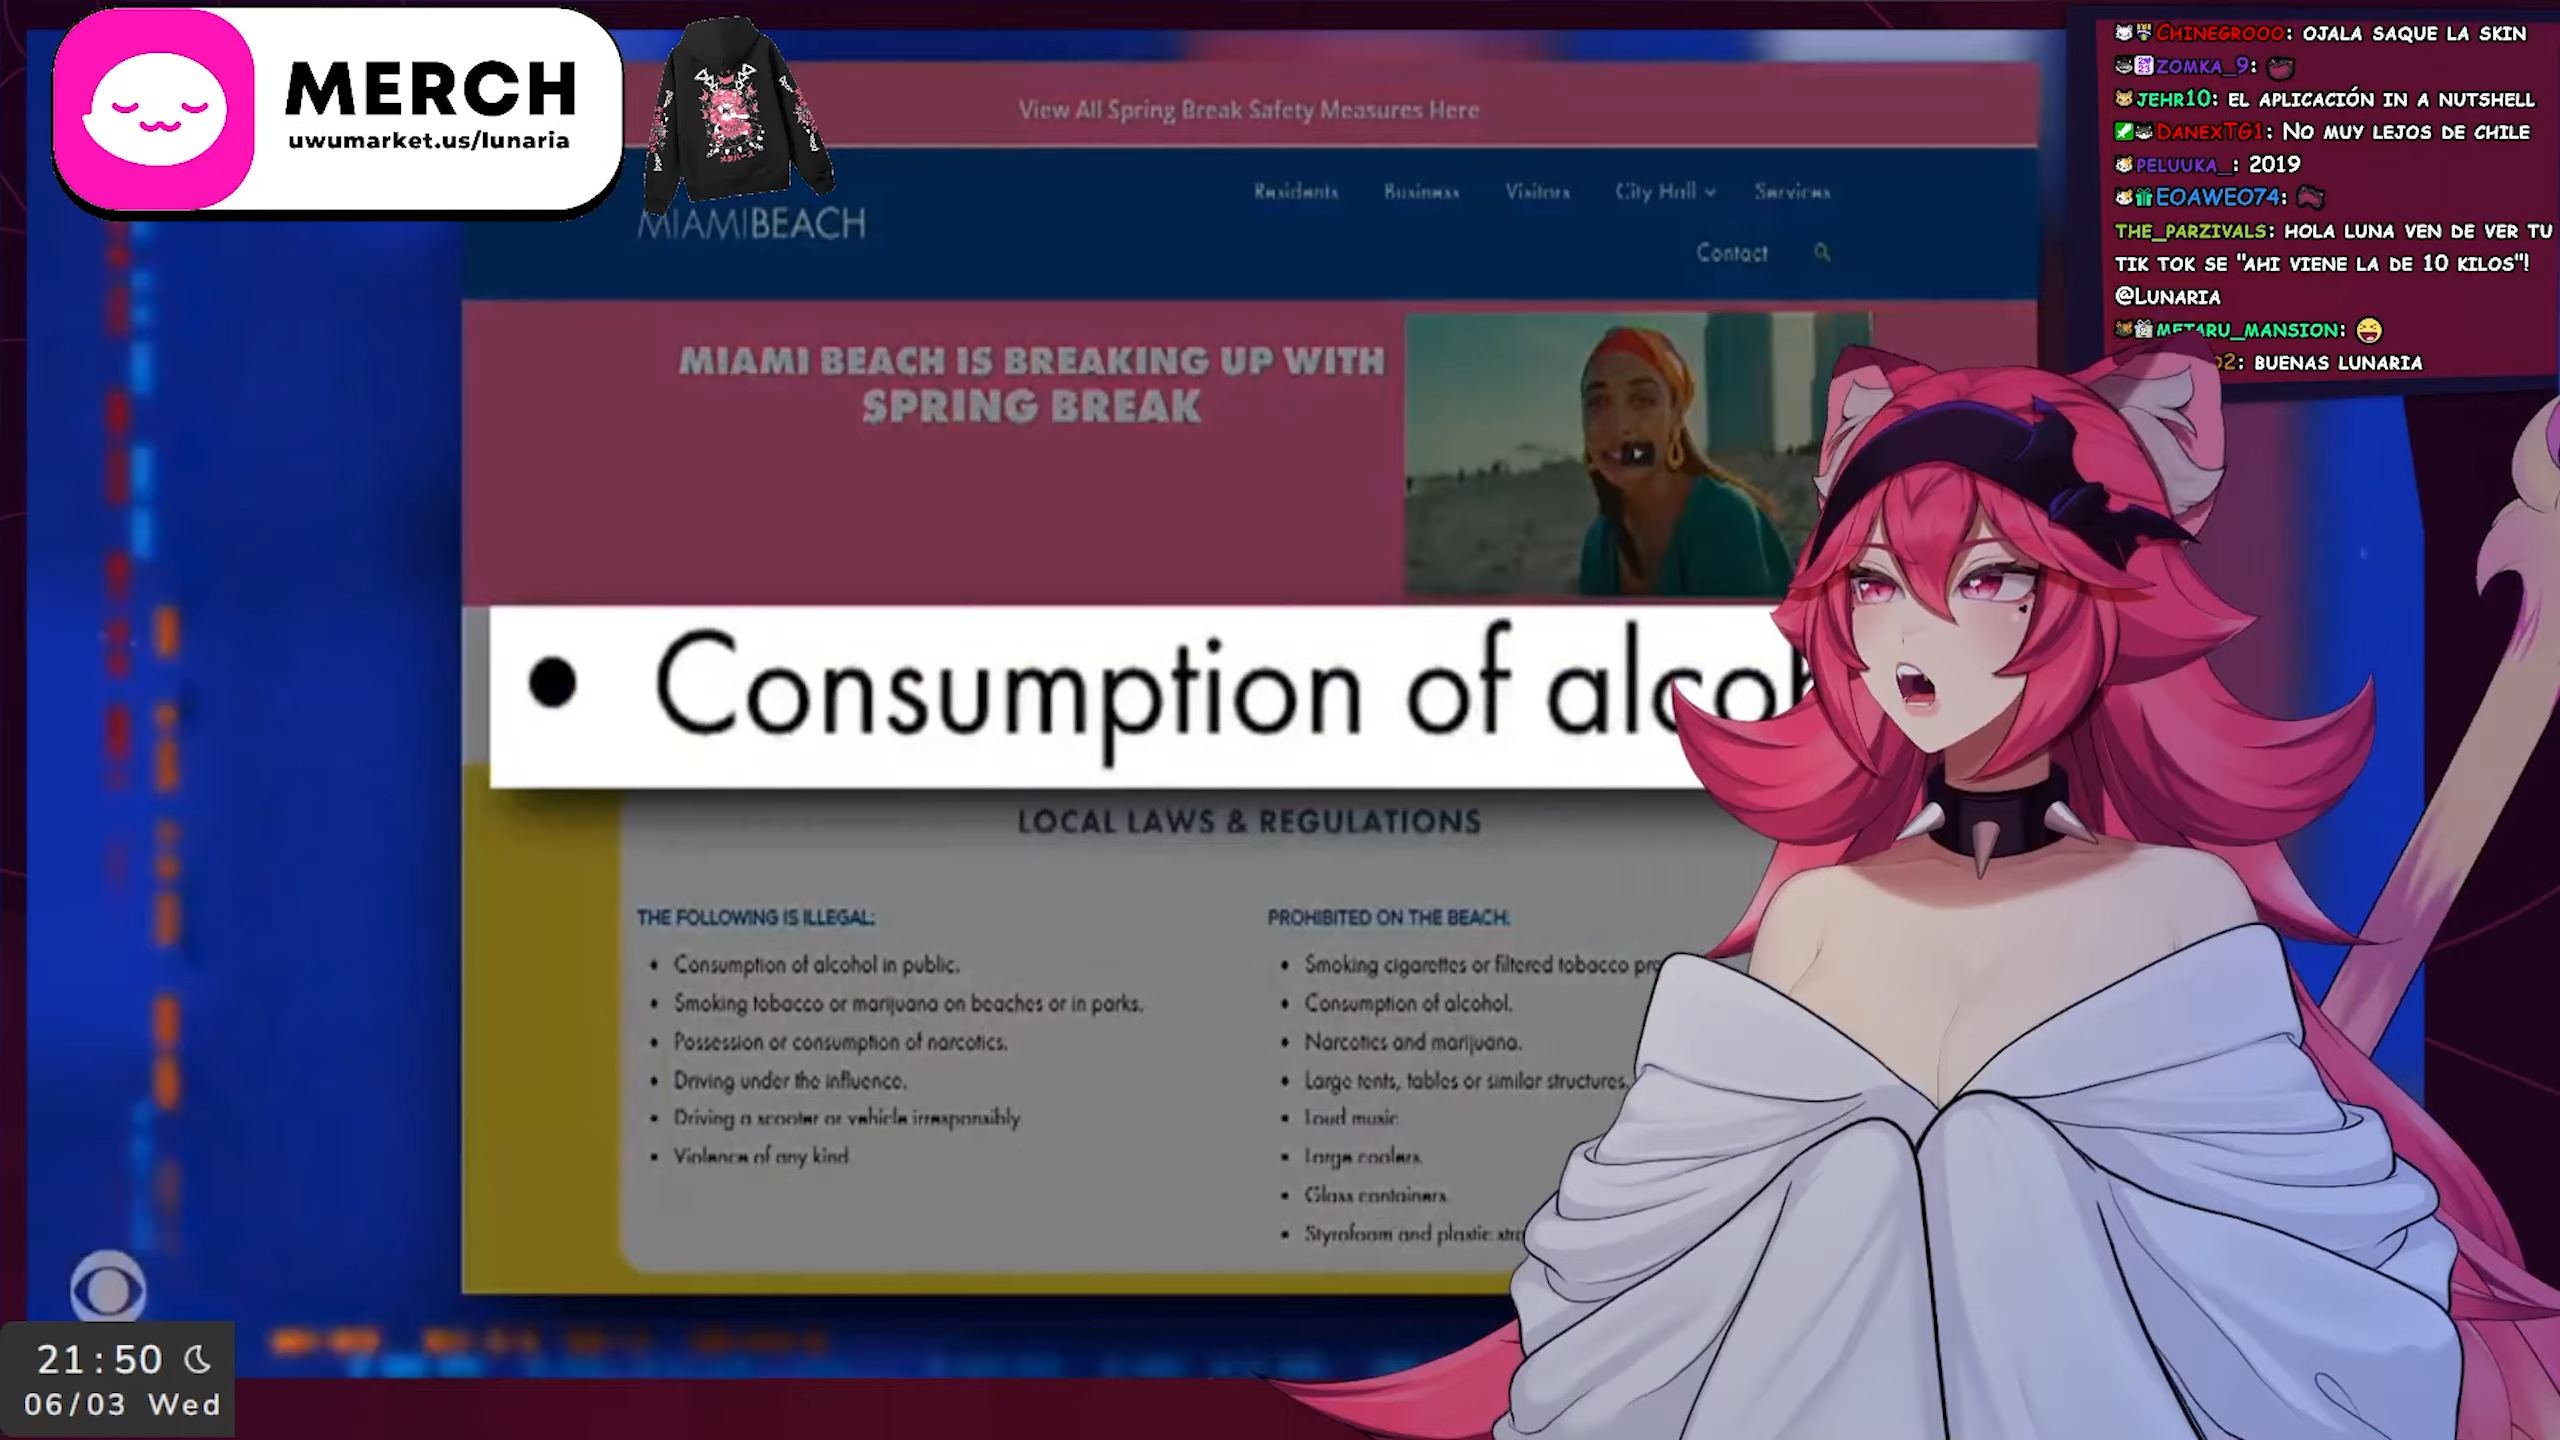 MERCH
uwumarket.us/lunaria
View All Spring Break Safety Measures Here
MIAMIBEACH
Residents Business Visitors City Hall Services
Contact
MIAMI BEACH IS BREAKING UP WITH
SPRING BREAK
• Consumption of alcoh
LOCAL LAWS & REGULATIONS
THE FOLLOWING IS ILLEGAL:
• Consumption of alcohol in public.
• Smoking tobacco or marijuana on beaches or in parks.
• Possession or consumption of narcotics.
• Driving under the influence.
• Driving a scooter or vehicle irresponsibly
• Violence of any kind
PROHIBITED ON THE BEACH:
• Smoking cigarettes or filtered tobacco pro
• Consumption of alcohol.
• Narcotics and marijuana.
• Large tents, tables or similar structures.
• Loud music
• Large coolers
• Glass containers
• Styrofoam and plastic stra
CHINEGROOO: OJALA SAQUE LA SKIN
ZOMKA_9:
JEHR10: EL APLICACIÓN IN A NUTSHELL
DANEXTG1: NO MUY LEJOS DE CHILE
PELUUKA_: 2019
EOAWEO74:
THE_PARZIVALS: HOLA LUNA VEN DE VER TU
TIK TOK SE "AHI VIENE LA DE 10 KILOS"!
@LUNARIA
METARU_MANSION:
2: BUENAS LUNARIA
21:50
06/03 Wed